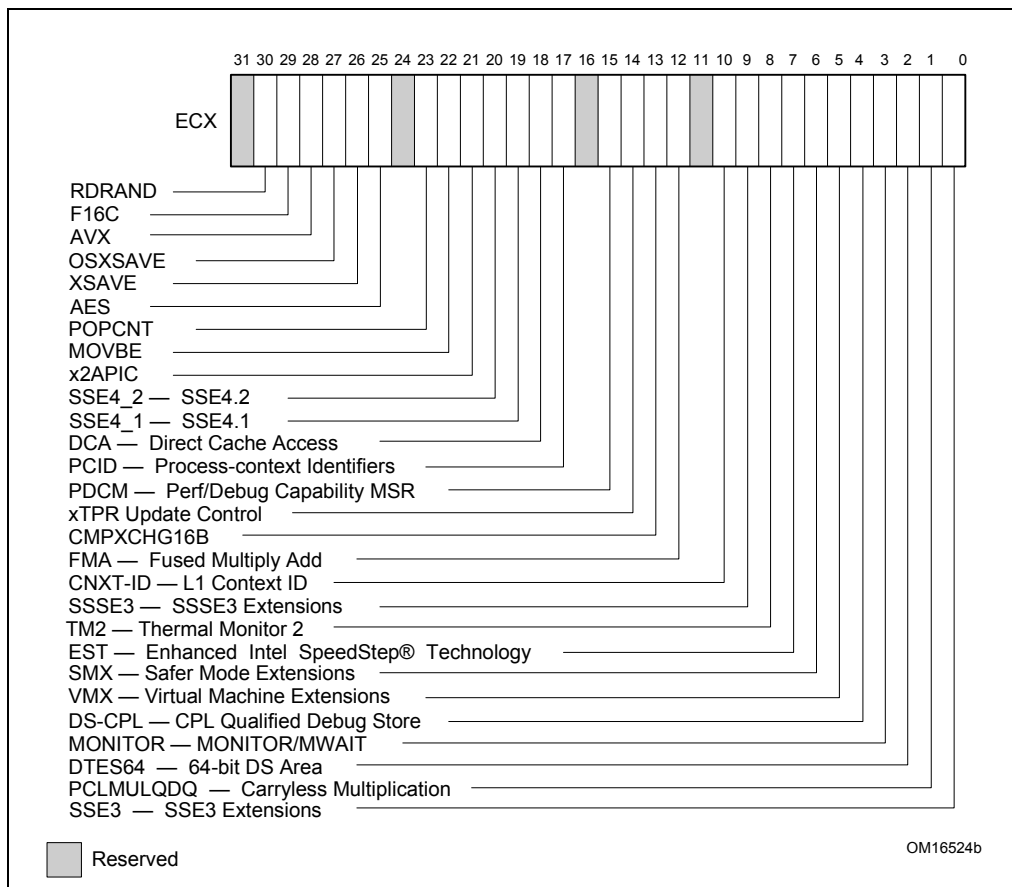 31 30 29 28 27 26 25 24 23 22 21 20 19 18 17 16 15 14 13 12 11 10 9 8 7 6 5 4 3 2 1 0
ECX
RDRAND
F16C
AVX
OSXSAVE
XSAVE
AES
POPCNT
MOVBE
x2APIC
SSE4_2 — SSE4.2
SSE4_1 — SSE4.1
DCA — Direct Cache Access
PCID — Process-context Identifiers
PDCM — Perf/Debug Capability MSR
xTPR Update Control
CMPXCHG16B
FMA — Fused Multiply Add
CNXT-ID — L1 Context ID
SSSE3 — SSSE3 Extensions
TM2 — Thermal Monitor 2
EST — Enhanced Intel SpeedStep® Technology
SMX — Safer Mode Extensions
VMX — Virtual Machine Extensions
DS-CPL — CPL Qualified Debug Store
MONITOR — MONITOR/MWAIT
DTES64 — 64-bit DS Area
PCLMULQDQ — Carryless Multiplication
SSE3 — SSE3 Extensions
Reserved
OM16524b